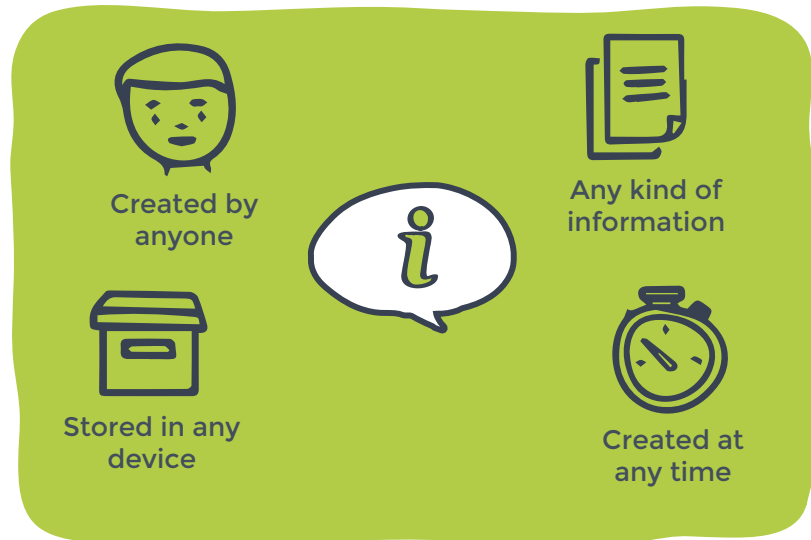 Created by
anyone
Any kind of
information
i
Stored in any
device
Created at
any time